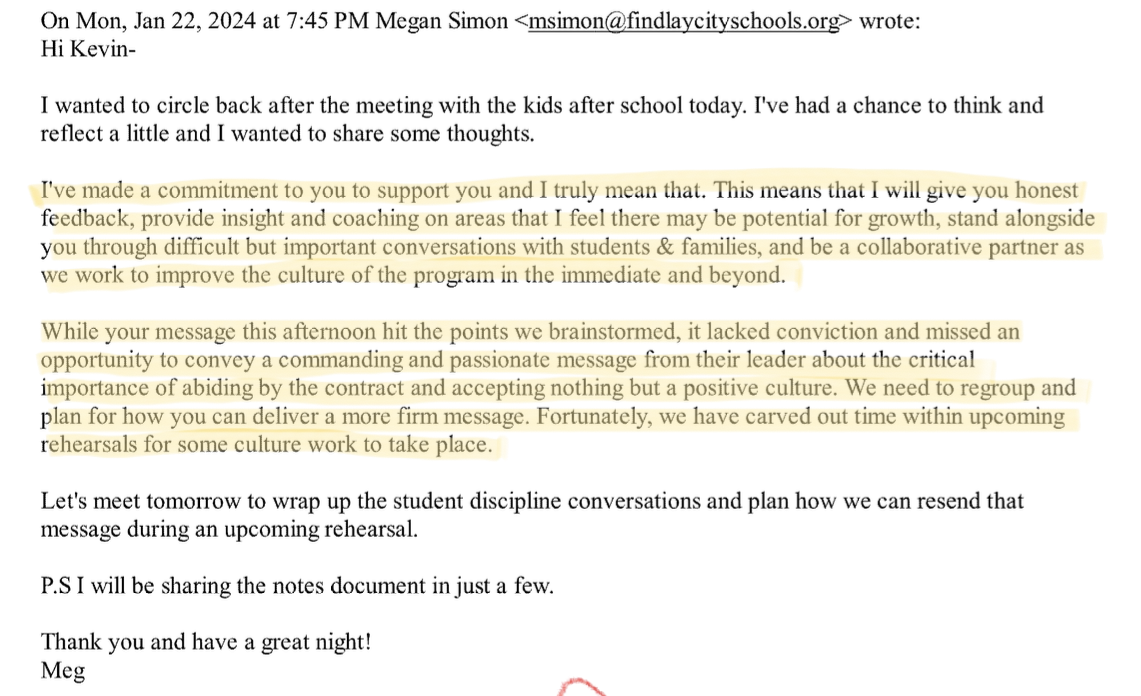 On Mon, Jan 22, 2024 at 7:45 PM Megan Simon <msimon@findlaycityschools.org> wrote:
Hi Kevin-
I wanted to circle back after the meeting with the kids after school today. I've had a chance to think and
reflect a little and I wanted to share some thoughts.
I've made a commitment to you to support you and I truly mean that. This means that I will give you honest
feedback, provide insight and coaching on areas that I feel there may be potential for growth, stand alongside
you through difficult but important conversations with students & families, and be a collaborative partner as
we work to improve the culture of the program in the immediate and beyond.
While your message this afternoon hit the points we brainstormed, it lacked conviction and missed an
opportunity to convey a commanding and passionate message from their leader about the critical
importance of abiding by the contract and accepting nothing but a positive culture. We need to regroup and
plan for how you can deliver a more firm message. Fortunately, we have carved out time within upcoming
rehearsals for some culture work to take place.
Let's meet tomorrow to wrap up the student discipline conversations and plan how we can resend that
message during an upcoming rehearsal.
P.S I will be sharing the notes document in just a few.
Thank you and have a great night!
Meg